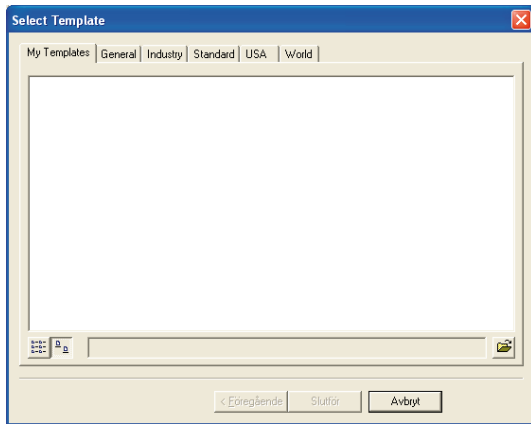 Select Template
My Templates General Industry Standard USA World
< Föregående Slutför Avbryt